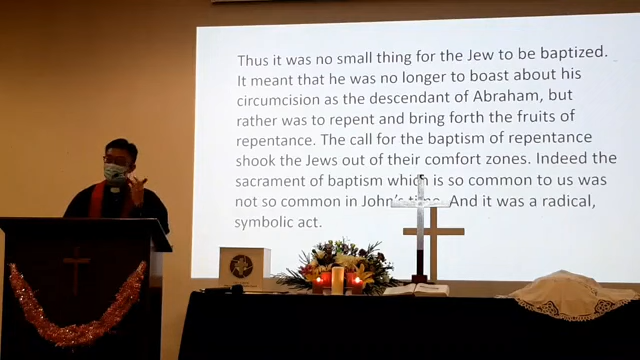 Thus it was no small thing for the Jew to be baptized.
It meant that he was no longer to boast about his
circumcision as the descendant of Abraham, but
rather was to repent and bring forth the fruits of
repentance. The call for the baptism of repentance
shook the Jews out of their comfort zones. Indeed the
sacrament of baptism which is so common to us was
not so common in John's time. And it was a radical,
symbolic act.